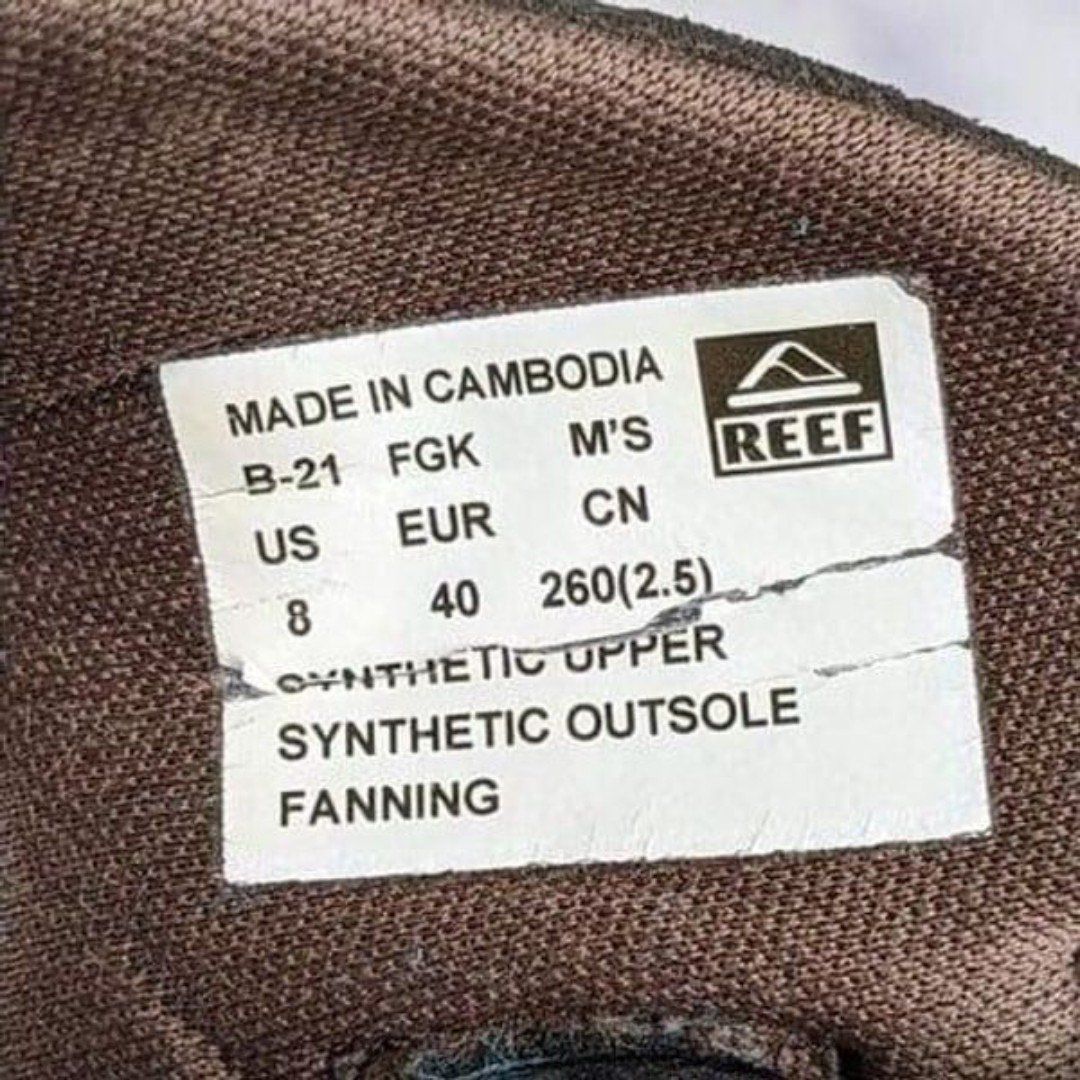 MADE IN CAMBODIA
REEF
B-21 FGK M'S
US EUR CN
8 40 260(2.5)
SYNTHETIC UPPER
SYNTHETIC OUTSOLE
FANNING